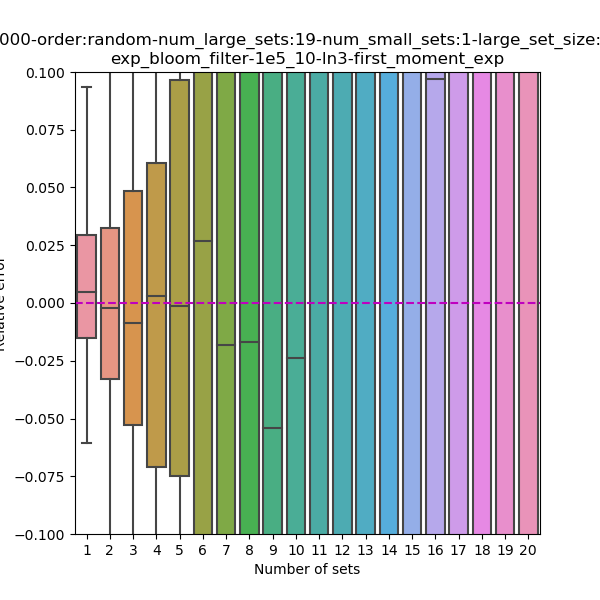 000-order:random-num_large_sets:19-num_small_sets:1-large_set_size:
exp_bloom_filter-1e5_10-ln3-first_moment_exp
0.100
0.075
0.050
0.025
0.000
−0.025
−0.050
−0.075
−0.100
Relative error
1 2 3 4 5 6 7 8 9 10 11 12 13 14 15 16 17 18 19 20
Number of sets